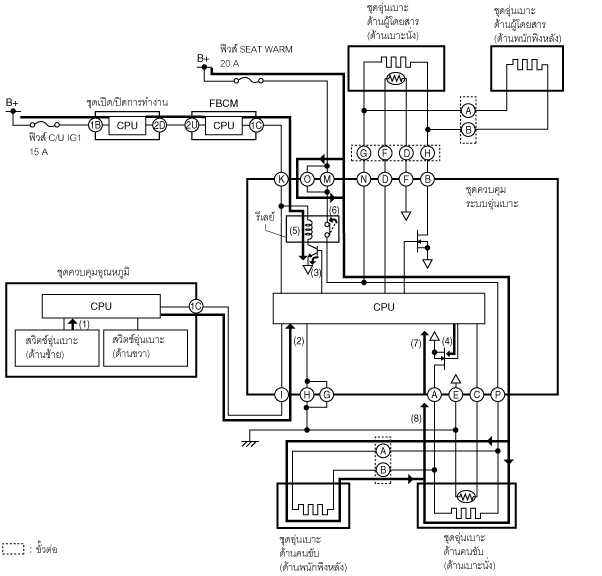 ชุดอุ่นเบาะ
ด้านผู้โดยสาร
(ด้านเบาะนั่ง)
ชุดอุ่นเบาะ
ด้านผู้โดยสาร
(ด้านพนักพิงหลัง)
B+
ฟิวส์ SEAT WARM
20 A
B+
ชุดเปิด/ปิดการทำงาน
FBCM
1B
CPU
2D
2U
CPU
1C
ฟิวส์ C/U IG1
15 A
A
B
G
F
D
H
K
O
M
N
D
F
B
ชุดควบคุม
ระบบอุ่นเบาะ
รีเลย์
(5)
(6)
(3)
ชุดควบคุมอุณหภูมิ
CPU
1C
(1)
สวิตช์อุ่นเบาะ
(ด้านซ้าย)
สวิตช์อุ่นเบาะ
(ด้านขวา)
CPU
(2)
(7)
(4)
I
H
G
A
E
C
P
(8)
A
B
ชุดอุ่นเบาะ
ด้านคนขับ
(ด้านพนักพิงหลัง)
ชุดอุ่นเบาะ
ด้านคนขับ
(ด้านเบาะนั่ง)
: ขั้วต่อ